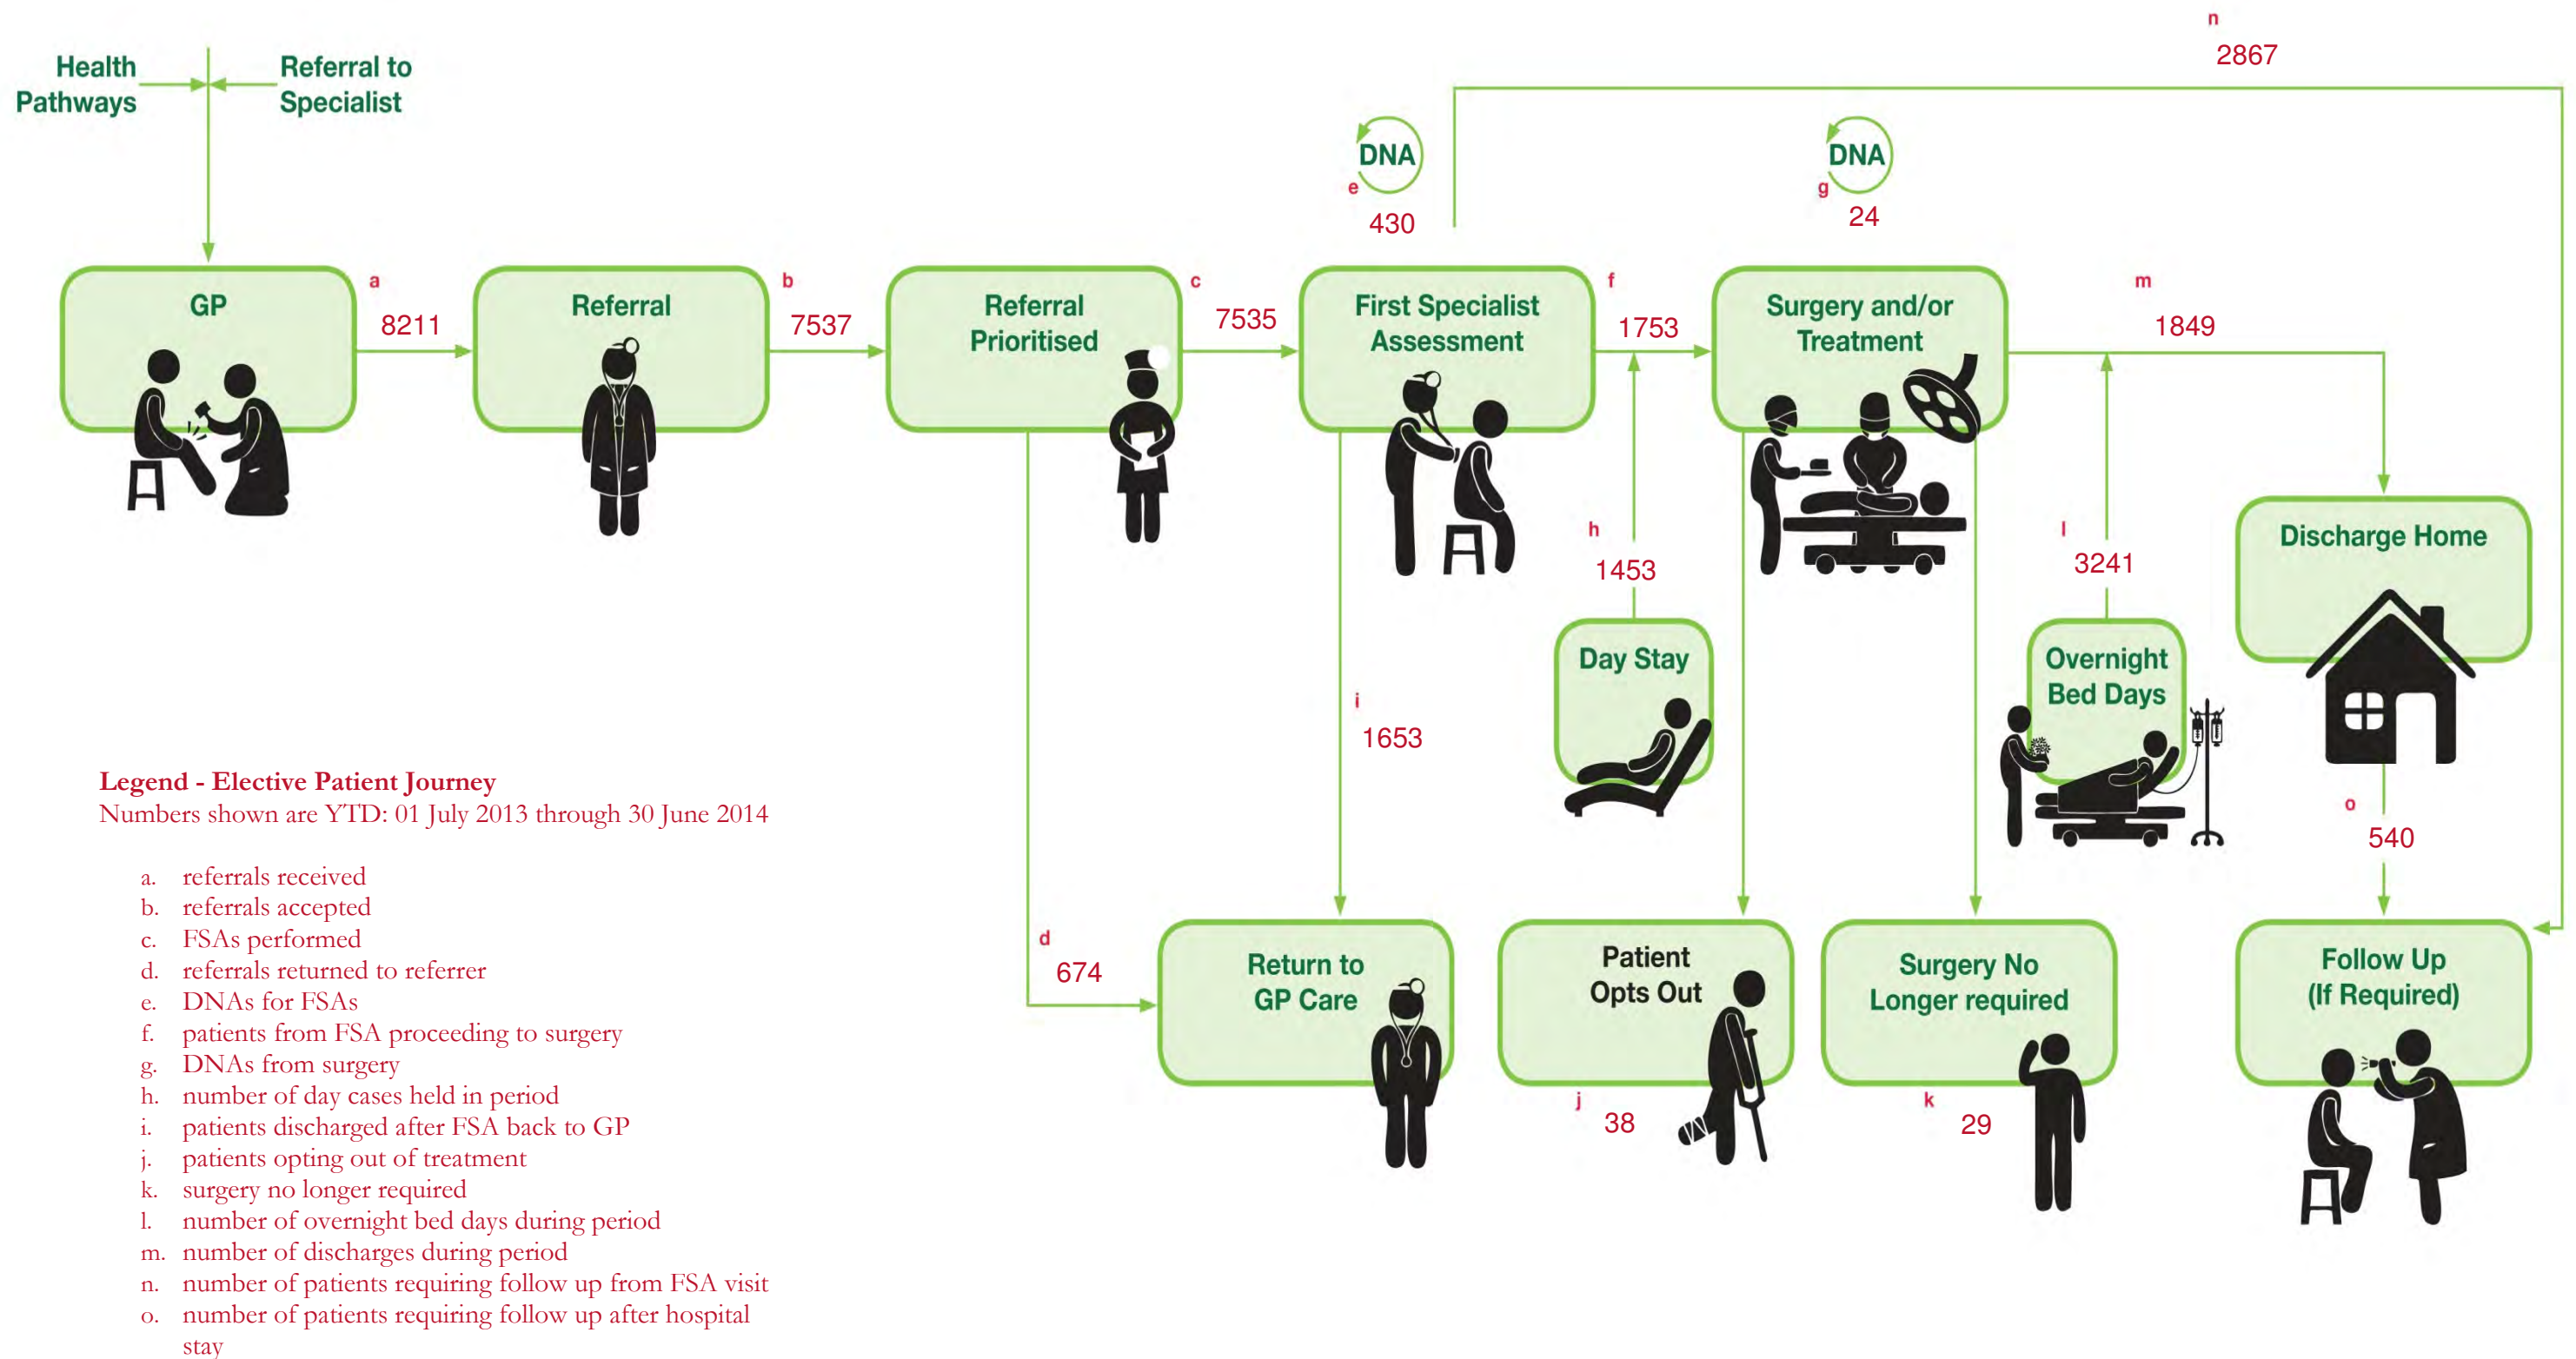 n
2867
Health
Pathways
Referral to
Specialist
DNA
e
430
DNA
g
24
GP
a
8211
Referral
b
7537
Referral
Prioritised
c
7535
First Specialist
Assessment
f
1753
Surgery and/or
Treatment
m
1849
h
1453
l
3241
Discharge Home
Day Stay
Overnight
Bed Days
i
1653
o
540
d
674
Return to
GP Care
Patient
Opts Out
j
38
Surgery No
Longer required
k
29
Follow Up
(If Required)
Legend - Elective Patient Journey
Numbers shown are YTD: 01 July 2013 through 30 June 2014
a. referrals received
b. referrals accepted
c. FSAs performed
d. referrals returned to referrer
e. DNAs for FSAs
f. patients from FSA proceeding to surgery
g. DNAs from surgery
h. number of day cases held in period
i. patients discharged after FSA back to GP
j. patients opting out of treatment
k. surgery no longer required
l. number of overnight bed days during period
m. number of discharges during period
n. number of patients requiring follow up from FSA visit
o. number of patients requiring follow up after hospital
stay